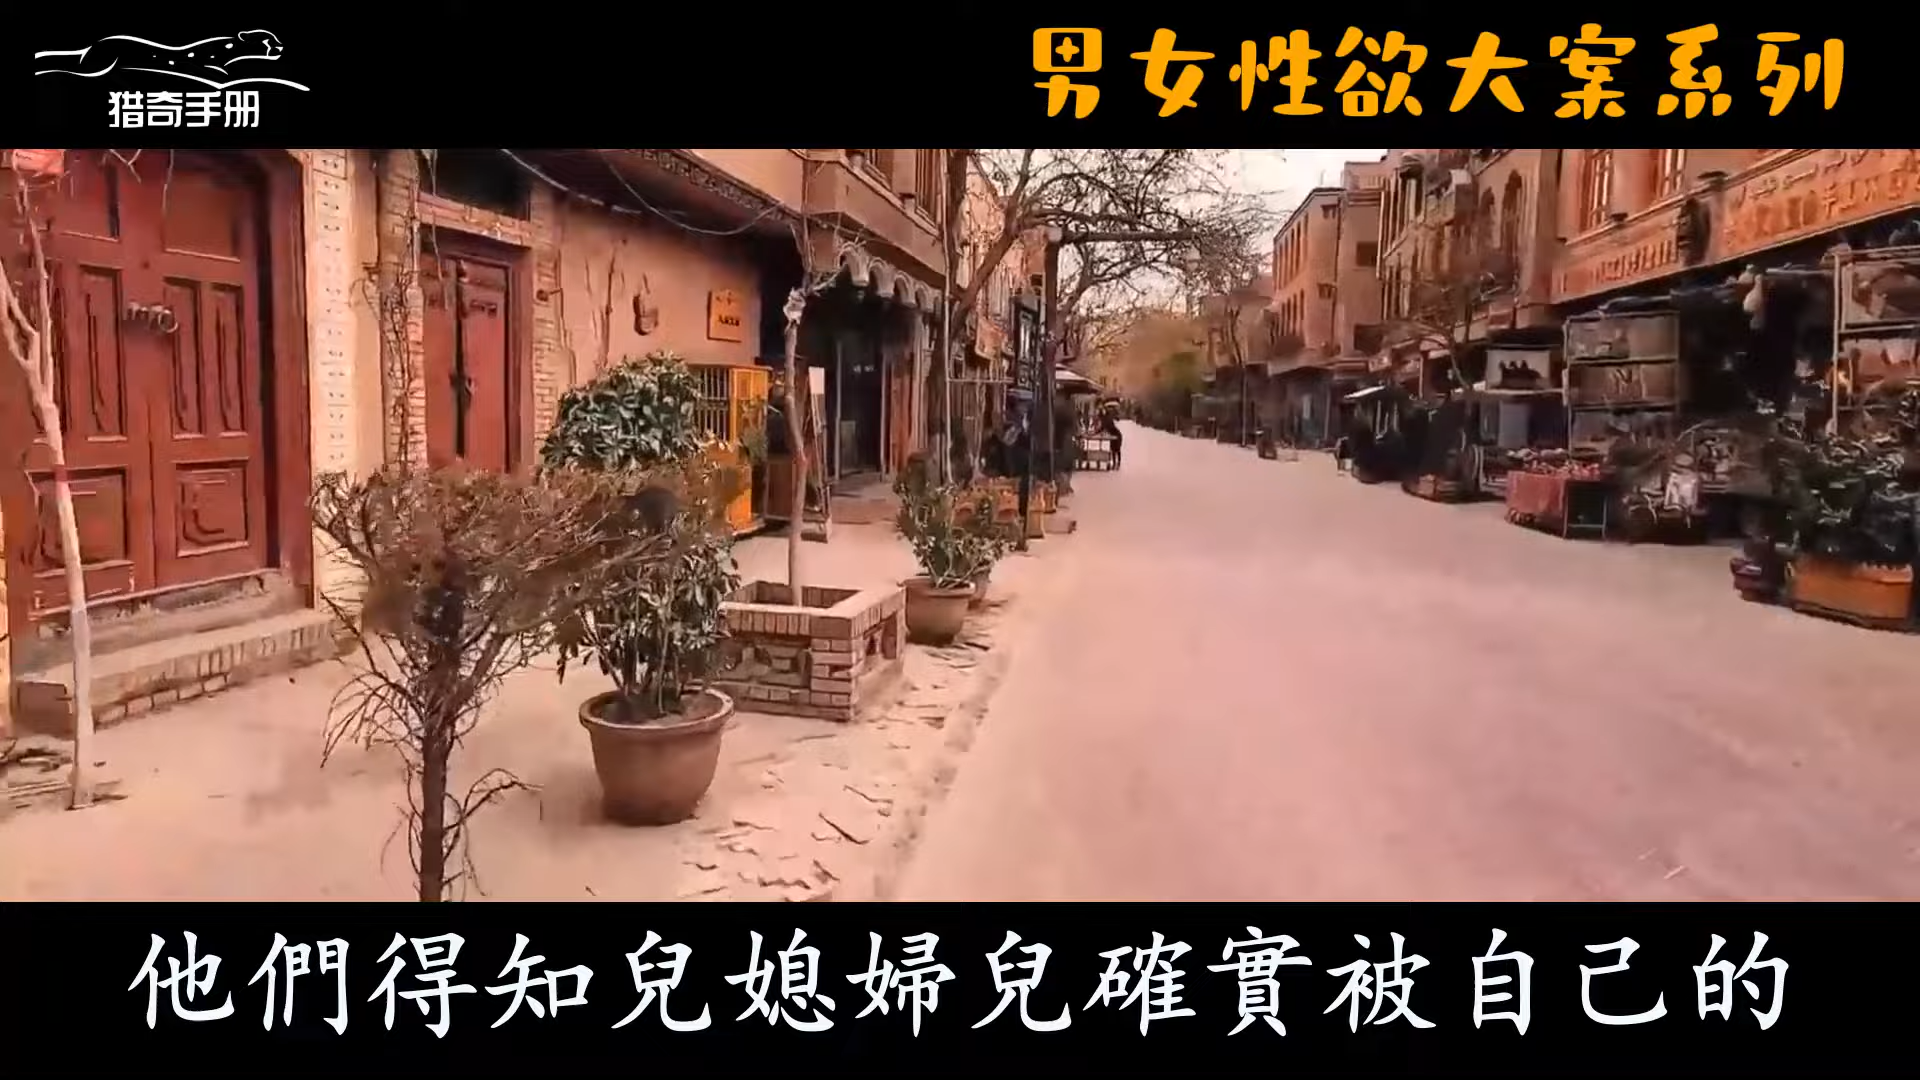 猎奇手册
男女性欲大案系列
他們得知兒媳婦兒確實被自己的